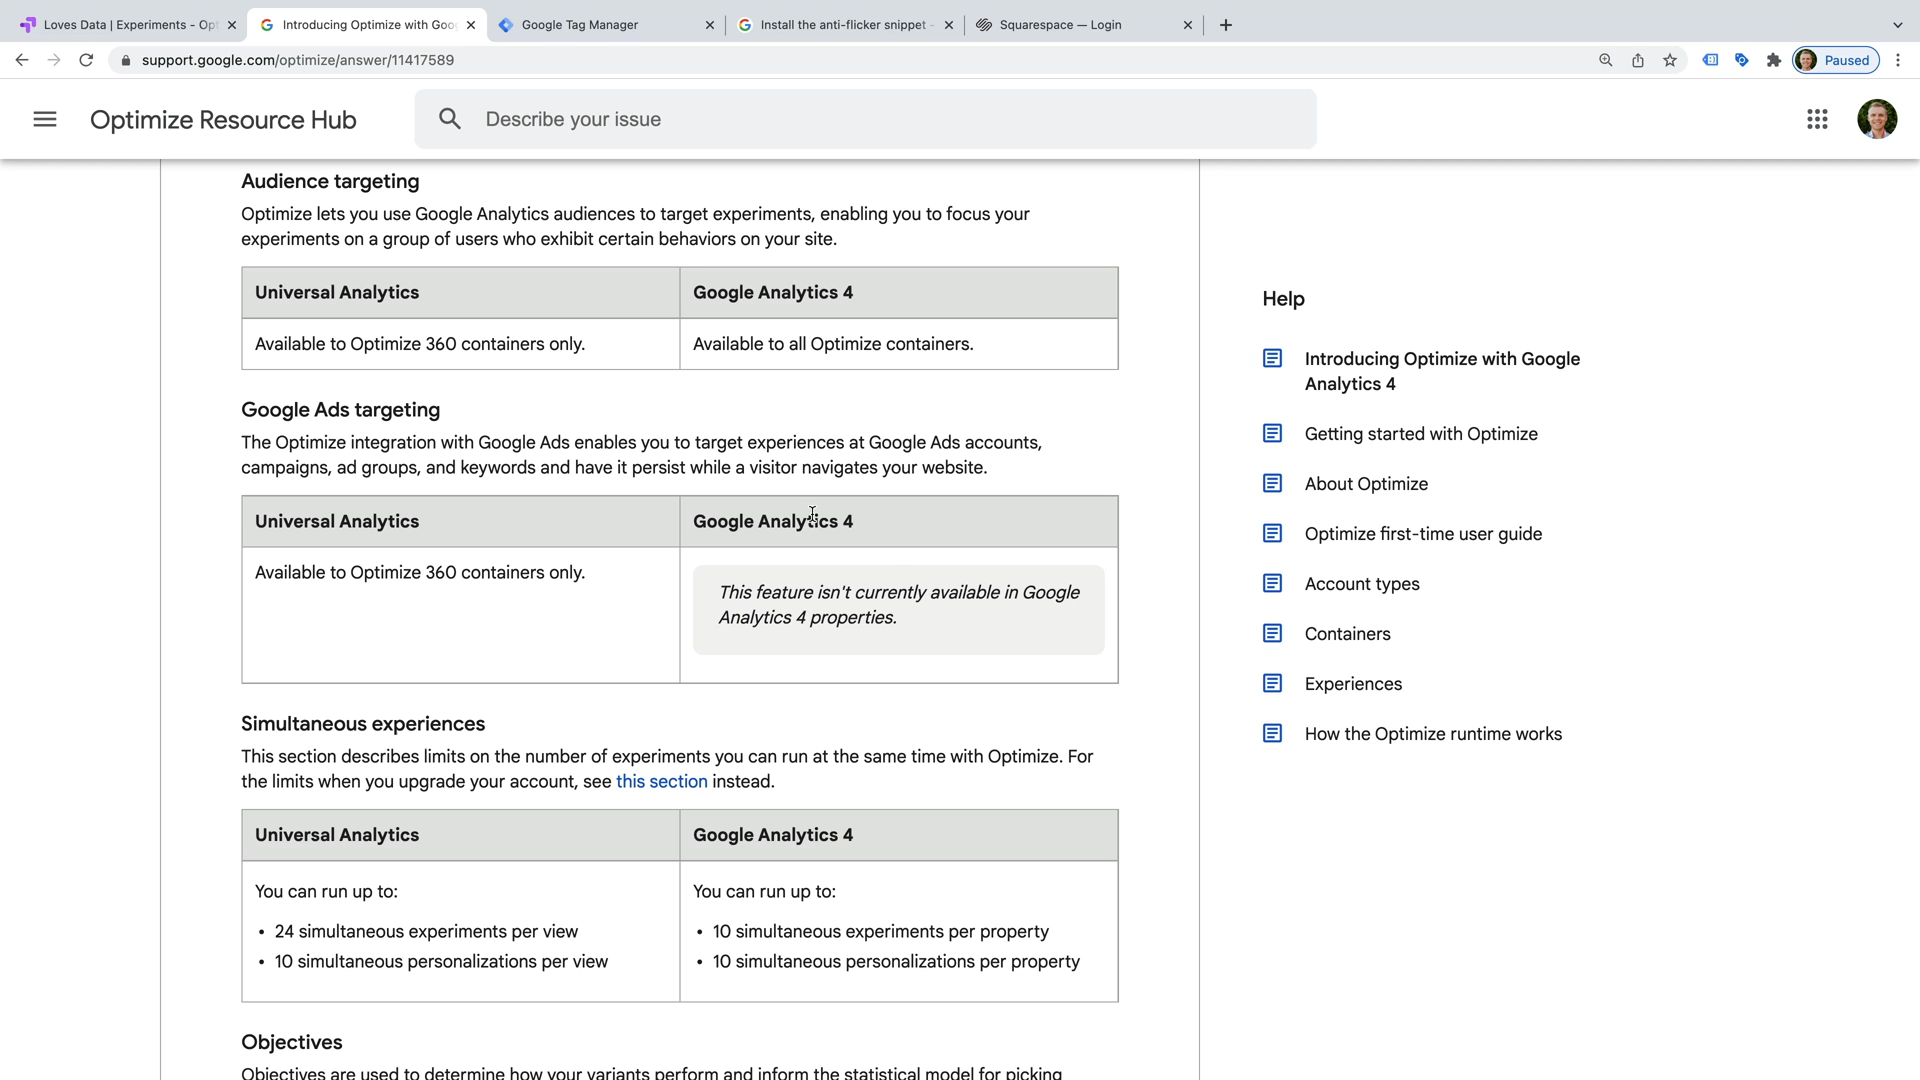 Loves Data | Experiments - Opt
Introducing Optimize with Goog
Google Tag Manager
Install the anti-flicker snippet -
Squarespace — Login
support.google.com/optimize/answer/11417589
Paused
Optimize Resource Hub
Describe your issue
Audience targeting
Optimize lets you use Google Analytics audiences to target experiments, enabling you to focus your
experiments on a group of users who exhibit certain behaviors on your site.
Universal Analytics
Google Analytics 4
Available to Optimize 360 containers only.
Available to all Optimize containers.
Google Ads targeting
The Optimize integration with Google Ads enables you to target experiences at Google Ads accounts,
campaigns, ad groups, and keywords and have it persist while a visitor navigates your website.
Universal Analytics
Google Analytics 4
Available to Optimize 360 containers only.
This feature isn't currently available in Google
Analytics 4 properties.
Simultaneous experiences
This section describes limits on the number of experiments you can run at the same time with Optimize. For
the limits when you upgrade your account, see this section instead.
Universal Analytics
Google Analytics 4
You can run up to:
• 24 simultaneous experiments per view
• 10 simultaneous personalizations per view
You can run up to:
• 10 simultaneous experiments per property
• 10 simultaneous personalizations per property
Objectives
Objectives are used to determine how your variants perform and inform the statistical model for picking
Help
Introducing Optimize with Google
Analytics 4
Getting started with Optimize
About Optimize
Optimize first-time user guide
Account types
Containers
Experiences
How the Optimize runtime works